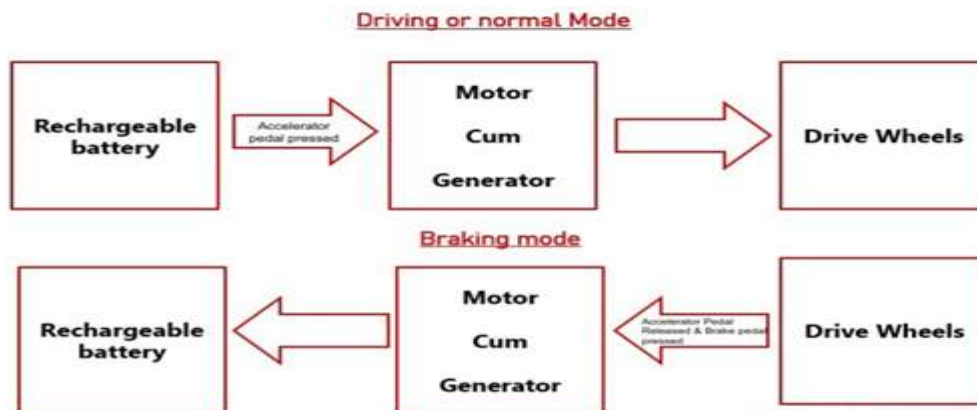 Driving or normal Mode
Rechargeable
battery
Accelerator
pedal pressed
Motor
Cum
Generator
Drive Wheels
Braking mode
Rechargeable
battery
Motor
Cum
Generator
Accelerator Pedal
Released & Brake pedal
pressed
Drive Wheels